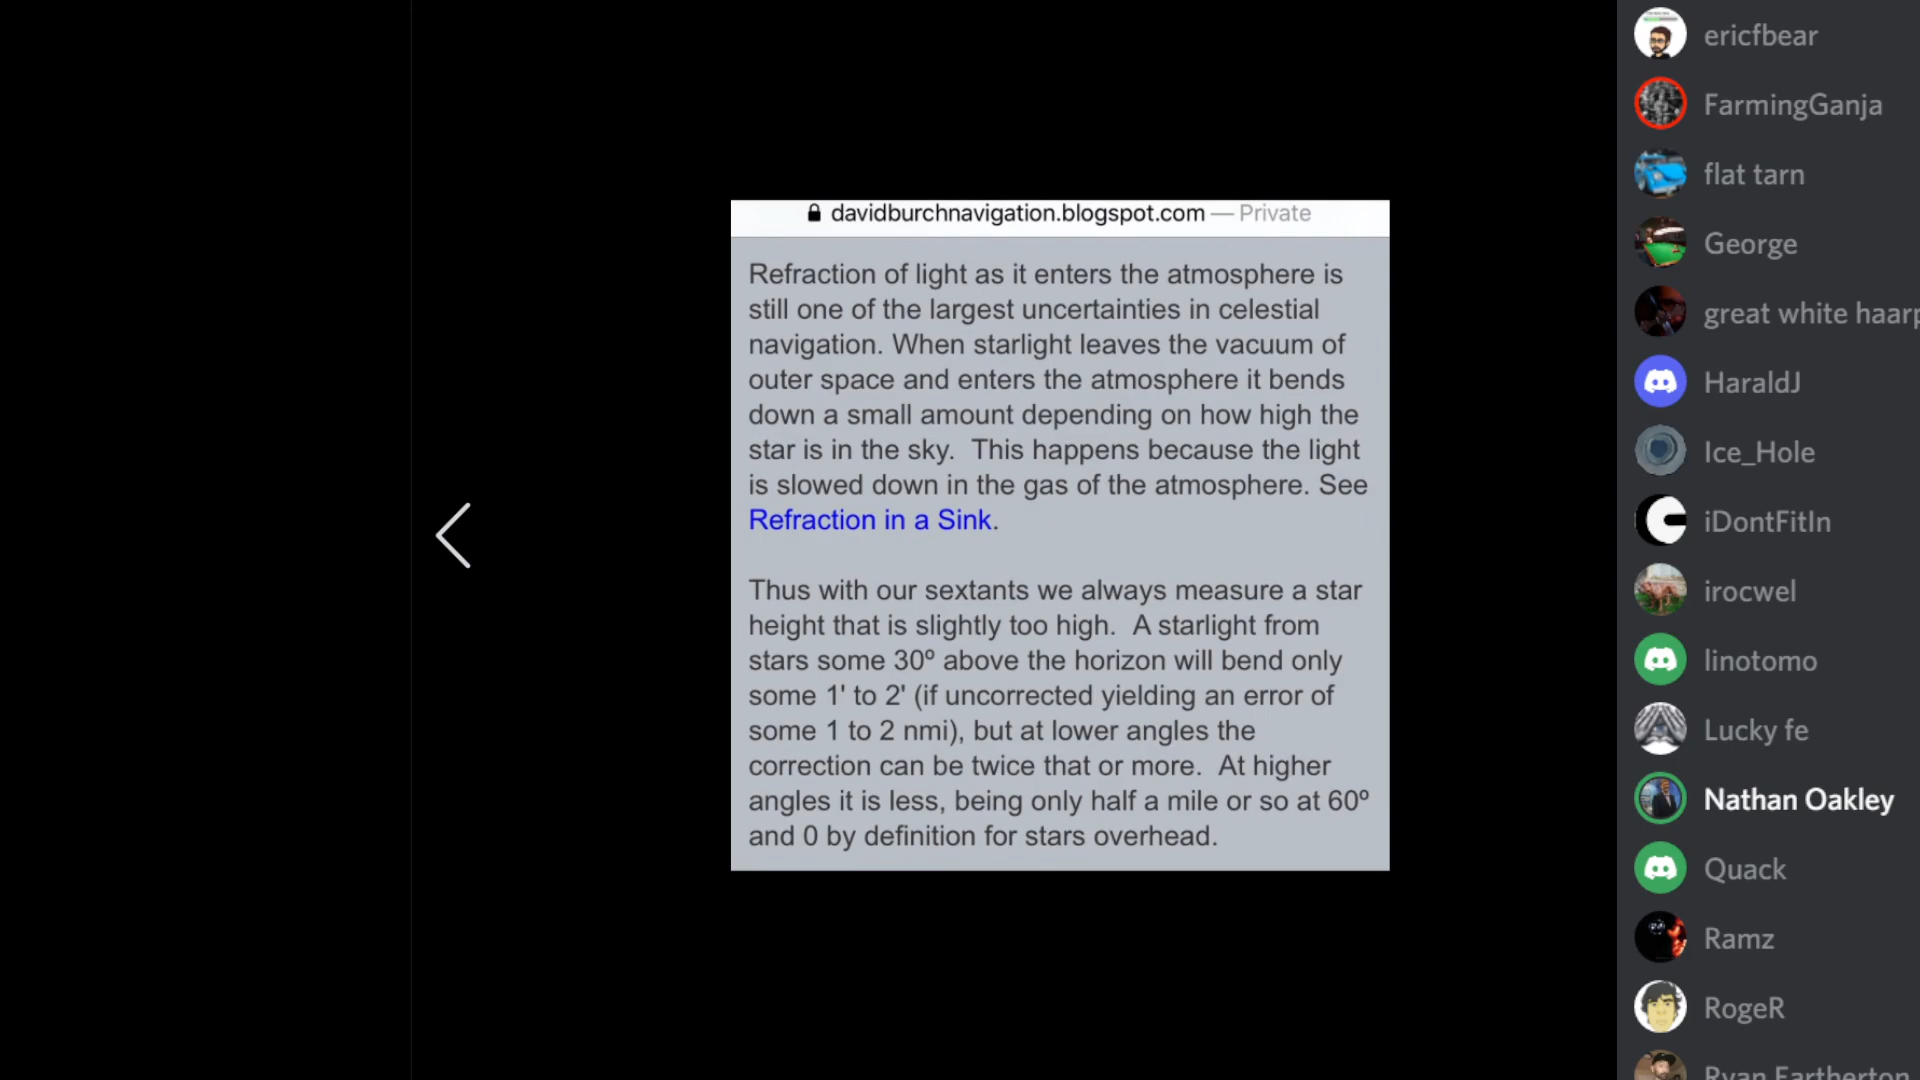 davidburchnavigation.blogspot.com — Private
Refraction of light as it enters the atmosphere is
still one of the largest uncertainties in celestial
navigation. When starlight leaves the vacuum of
outer space and enters the atmosphere it bends
down a small amount depending on how high the
star is in the sky.  This happens because the light
is slowed down in the gas of the atmosphere. See
Refraction in a Sink.
Thus with our sextants we always measure a star
height that is slightly too high.  A starlight from
stars some 30º above the horizon will bend only
some 1' to 2' (if uncorrected yielding an error of
some 1 to 2 nmi), but at lower angles the
correction can be twice that or more.  At higher
angles it is less, being only half a mile or so at 60º
and 0 by definition for stars overhead.
ericfbear
FarmingGanja
flat tarn
George
great white haarp
HaraldJ
Ice_Hole
iDontFitIn
irocwel
linotomo
Lucky fe
Nathan Oakley
Quack
Ramz
RogeR
Ryan Eartherton